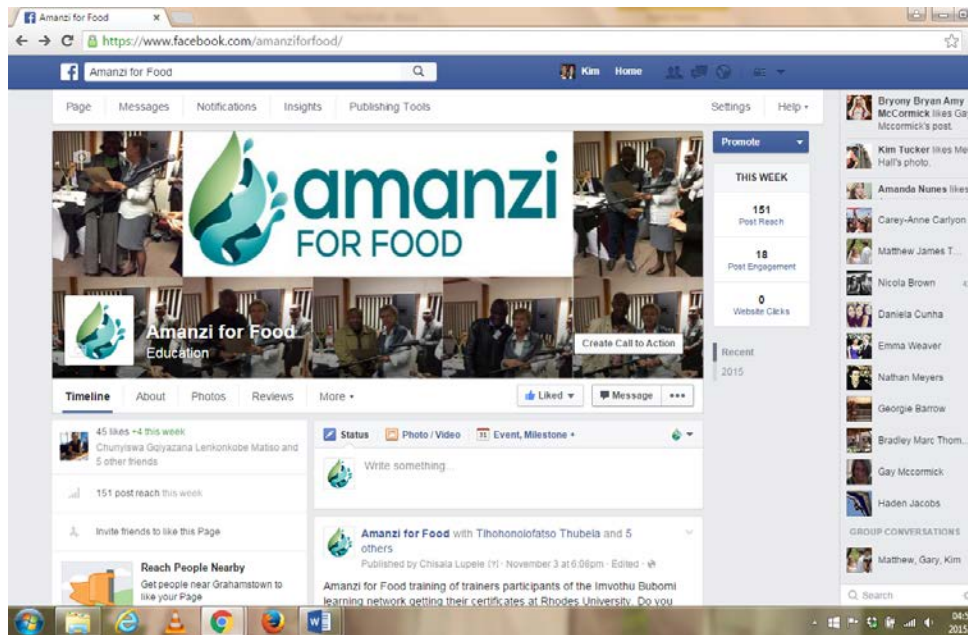 Amanzi for Food
https://www.facebook.com/amanziforfood/
Amanzi for Food
Kim Home
Page Messages Notifications Insights Publishing Tools Settings Help
amanzi
FOR FOOD
Amanzi for Food
Education
Create Call to Action
Timeline About Photos Reviews More
Liked Message
Promote
THIS WEEK
151
Post Reach
18
Post Engagement
0
Website Clicks
Recent
2015
45 likes +4 this week
Chunyiswa Gqiyazana Lenkonkobe Matiso and
5 other friends
151 post reach this week
Invite friends to like this Page
Reach People Nearby
Get people near Grahamstown to
like your Page
Status Photo / Video Event, Milestone +
Write something...
Amanzi for Food with Tlhohonolofatso Thubela and 5
others
Published by Chisala Lupele [?] · November 3 at 6:06pm · Edited ·
Amanzi for Food training of trainers participants of the Imvothu Bubomi
learning network getting their certificates at Rhodes University. Do you
Bryony Bryan Amy
McCormick likes Ga
Mccormick's post.
Kim Tucker likes Me
Hall's photo.
Amanda Nunes likes
Carey-Anne Carlyon
Matthew James T...
Nicola Brown
Daniela Cunha
Emma Weaver
Nathan Meyers
Georgie Barrow
Bradley Marc Thom...
Gay Mccormick
Haden Jacobs
GROUP CONVERSATIONS
Matthew, Gary, Kim
Search
04:5
2015